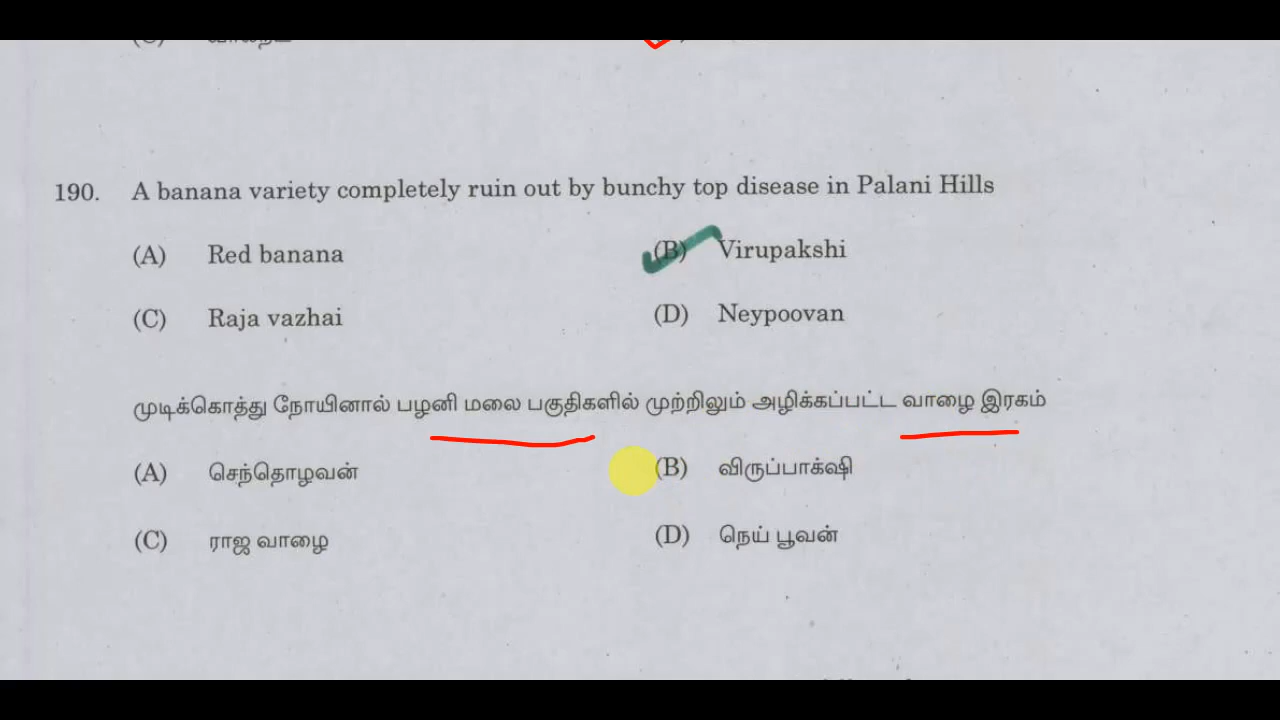 190. A banana variety completely ruin out by bunchy top disease in Palani Hills
(A) Red banana (B) Virupakshi
(C) Raja vazhai (D) Neypoovan
முடிக்கொத்து நோயினால் பழனி மலை பகுதிகளில் முற்றிலும் அழிக்கப்பட்ட வாழை இரகம்
(A) செந்தொழவன் (B) விருப்பாக்ஷி
(C) ராஜ வாழை (D) நெய் பூவன்